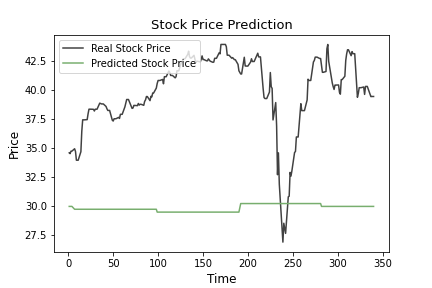 Stock Price Prediction
Real Stock Price
Predicted Stock Price
Price
42.5
40.0
37.5
35.0
32.5
30.0
27.5
0 50 100 150 200 250 300 350
Time